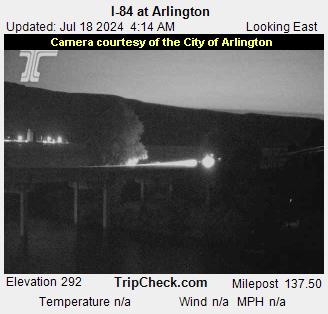 I-84 at Arlington
Updated: Jul 18 2024 4:14 AM Looking East
Camera courtesy of the City of Arlington
Elevation 292 TripCheck.com Milepost 137.50
Temperature n/a Wind n/a MPH n/a